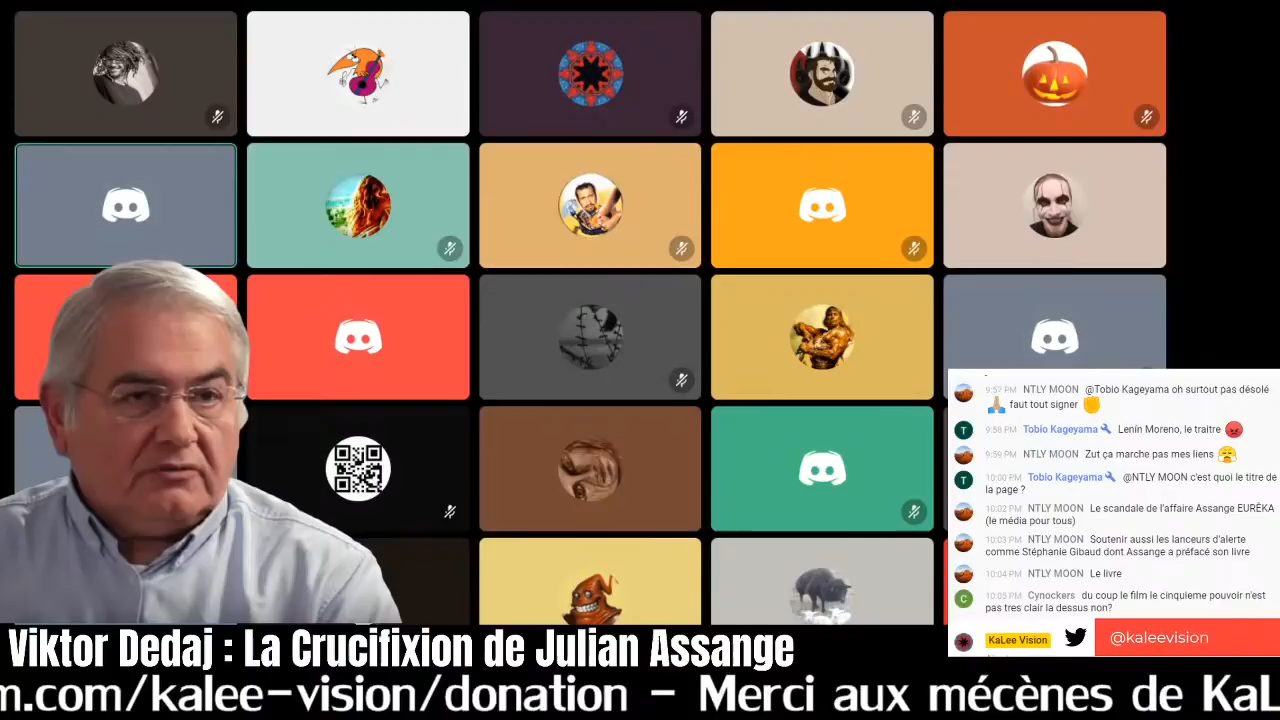 9:57 PM NTLY MOON @Tobio Kageyama oh surtout pas désolé
🙏🏼 faut tout signer ✊
T 9:58 PM Tobio Kageyama Lenín Moreno, le traitre 😡
9:59 PM NTLY MOON Zut ça marche pas mes liens 😤
T 10:00 PM Tobio Kageyama @NTLY MOON c'est quoi le titre de
la page ?
10:02 PM NTLY MOON Le scandale de l'affaire Assange EURÊKA
(le média pour tous)
10:03 PM NTLY MOON Soutenir aussi les lanceurs d'alerte
comme Stéphanie Gibaud dont Assange a préfacé son livre
10:04 PM NTLY MOON Le livre
C 10:05 PM Cynockers du coup le film le cinquieme pouvoir n'est
pas tres clair la dessus non?
KaLee Vision @kaleevision
Viktor Dedaj : La Crucifixion de Julian Assange
m.com/kalee-vision/donation - Merci aux mécènes de KaL